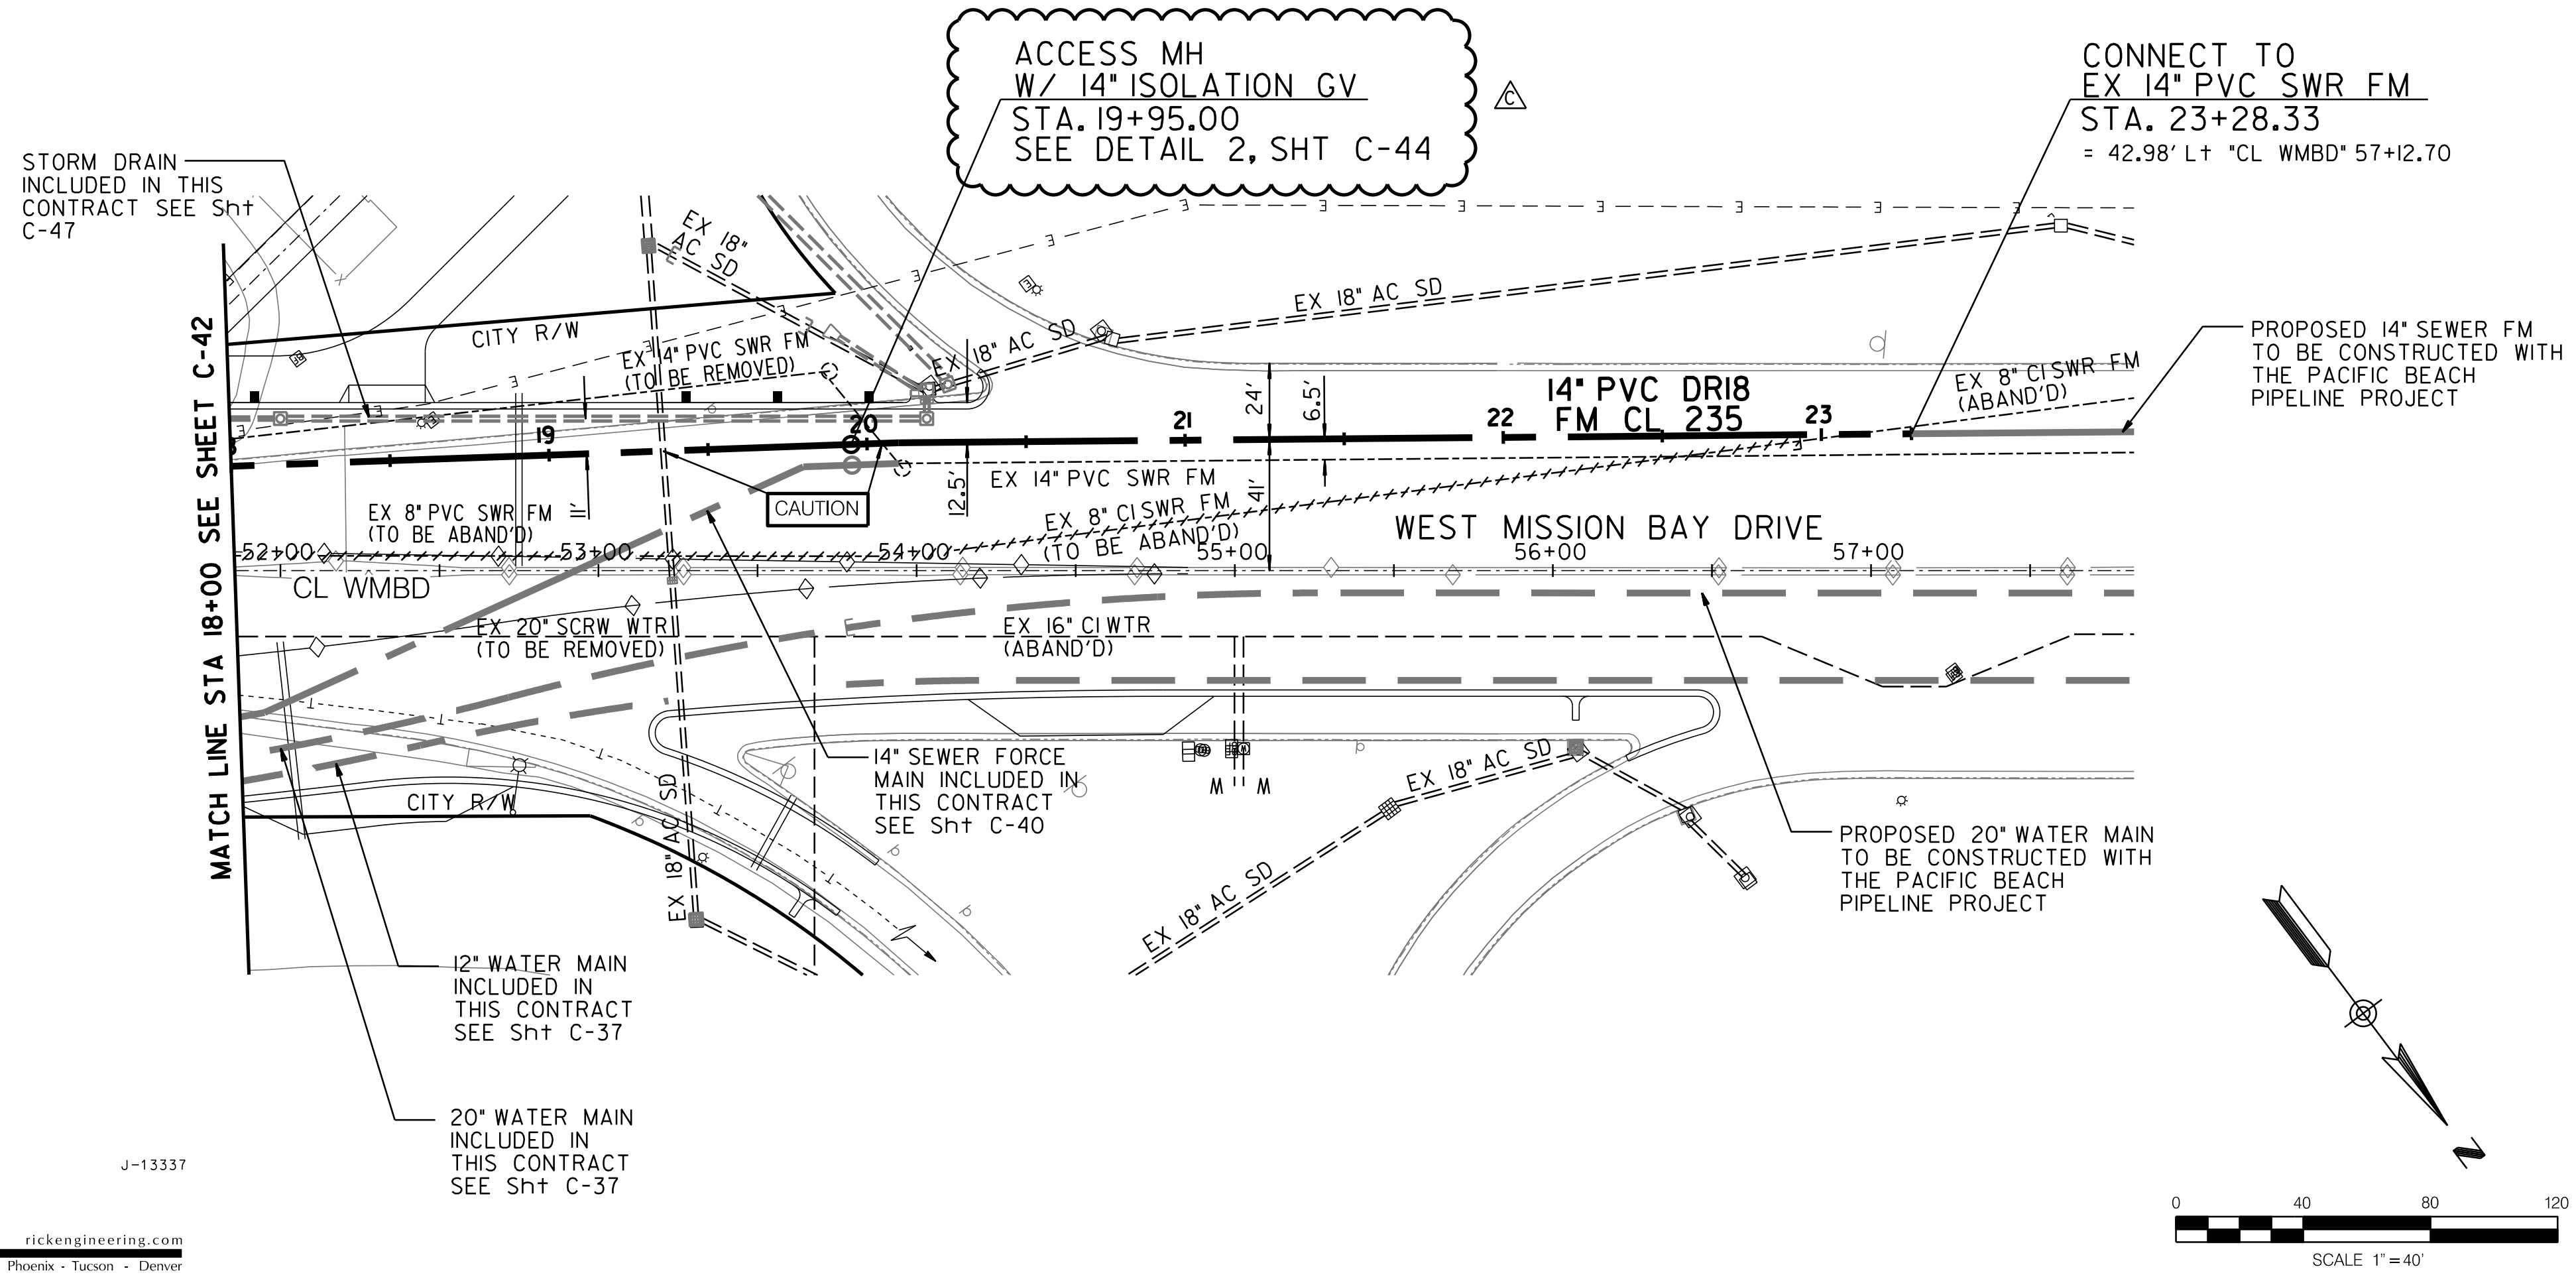 ACCESS MH
W/ 14" ISOLATION GV
STA. 19+95.00
SEE DETAIL 2, SHT C-44
C
CONNECT TO
EX 14" PVC SWR FM
STA. 23+28.33
= 42.98' Lt "CL WMBD" 57+12.70
STORM DRAIN
INCLUDED IN THIS
CONTRACT SEE Sht
C-47
EX 18"
AC SD
EX 18" AC SD
EX 18" AC SD
CITY R/W
EX 14" PVC SWR FM
(TO BE REMOVED)
PROPOSED 14" SEWER FM
TO BE CONSTRUCTED WITH
THE PACIFIC BEACH
PIPELINE PROJECT
EX 8" CI SWR FM
(ABAND'D)
MATCH LINE STA 18+00 SEE SHEET C-42
14" PVC DR18
FM CL 235
24'
6.5'
19
20
21
22
23
12.5'
41'
EX 14" PVC SWR FM
CAUTION
EX 8" PVC SWR FM
(TO BE ABAND'D)
EX 8" CI SWR FM
(TO BE ABAND'D)
WEST MISSION BAY DRIVE
52+00
53+00
54+00
55+00
56+00
57+00
CL WMBD
EX 20" SCRW WTR
(TO BE REMOVED)
EX 16" CI WTR
(ABAND'D)
14" SEWER FORCE
MAIN INCLUDED IN
THIS CONTRACT
SEE Sht C-40
M M
EX 18" AC SD
EX 18" AC SD
EX 18" AC SD
CITY R/W
PROPOSED 20" WATER MAIN
TO BE CONSTRUCTED WITH
THE PACIFIC BEACH
PIPELINE PROJECT
12" WATER MAIN
INCLUDED IN
THIS CONTRACT
SEE Sht C-37
20" WATER MAIN
INCLUDED IN
THIS CONTRACT
SEE Sht C-37
J-13337
N
0 40 80 120
SCALE 1"=40'
rickengineering.com
Phoenix - Tucson - Denver